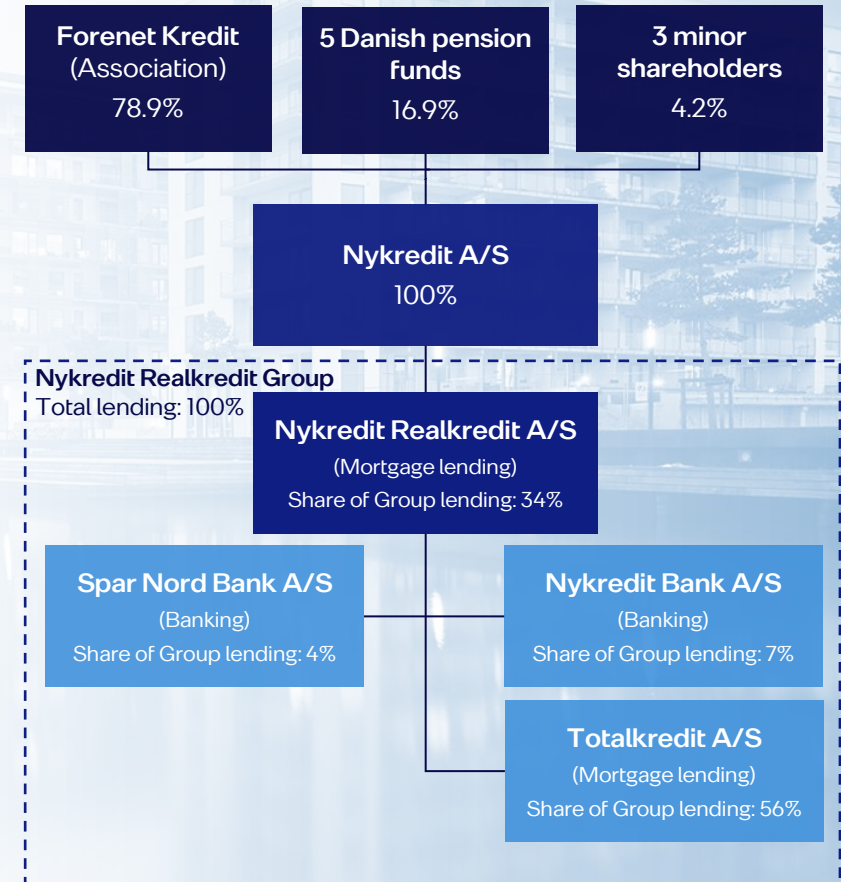 Forenet Kredit
(Association)
78.9%
5 Danish pension
funds
16.9%
3 minor
shareholders
4.2%
Nykredit A/S
100%
Nykredit Realkredit Group
Total lending: 100%
Nykredit Realkredit A/S
(Mortgage lending)
Share of Group lending: 34%
Spar Nord Bank A/S
(Banking)
Share of Group lending: 4%
Nykredit Bank A/S
(Banking)
Share of Group lending: 7%
Totalkredit A/S
(Mortgage lending)
Share of Group lending: 56%